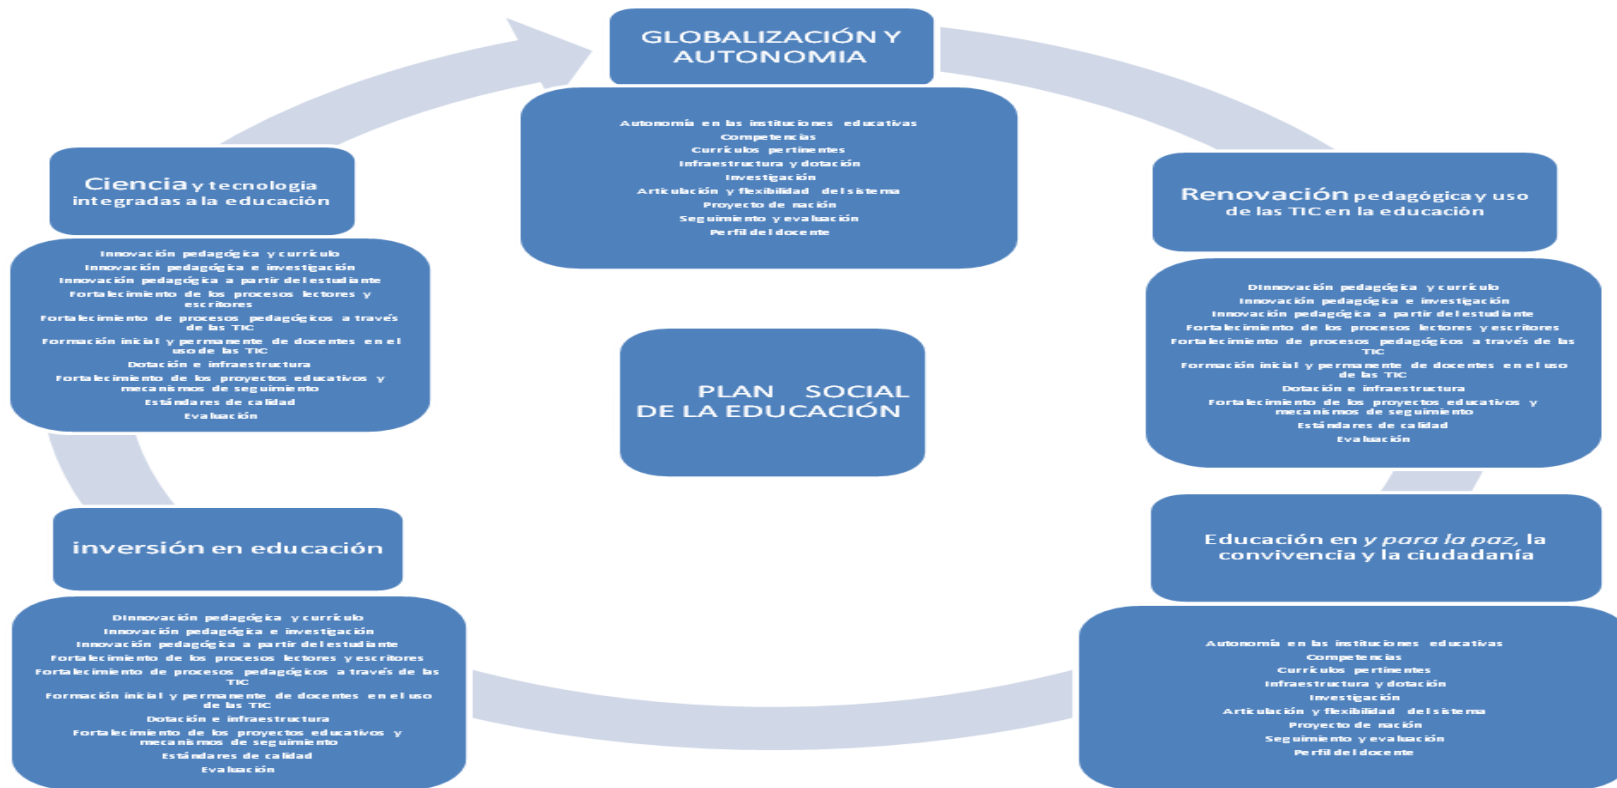 GLOBALIZACIÓN Y
AUTONOMIA
Autonomía en las instituciones educativas
Competencias
Currículos pertinentes
Infraestructura y dotación
Investigación
Articulación y flexibilidad del sistema
Proyecto de nación
Seguimiento y evaluación
Perfil del docente
Renovación pedagógica y uso
de las TIC en la educación
DInnovación pedagógica y currículo
Innovación pedagógica e investigación
Innovación pedagógica a partir del estudiante
Fortalecimiento de los procesos lectores y escritores
Fortalecimiento de procesos pedagógicos a través de las
TIC
Formación inicial y permanente de docentes en el uso
de las TIC
Dotación e infraestructura
Fortalecimiento de los proyectos educativos y
mecanismos de seguimiento
Estándares de calidad
Evaluación
Educación en y para la paz, la
convivencia y la ciudadanía
Autonomía en las instituciones educativas
Competencias
Currículos pertinentes
Infraestructura y dotación
Investigación
Articulación y flexibilidad del sistema
Proyecto de nación
Seguimiento y evaluación
Perfil del docente
inversión en educación
DInnovación pedagógica y currículo
Innovación pedagógica e investigación
Innovación pedagógica a partir del estudiante
Fortalecimiento de los procesos lectores y escritores
Fortalecimiento de procesos pedagógicos a través de las
TIC
Formación inicial y permanente de docentes en el uso
de las TIC
Dotación e infraestructura
Fortalecimiento de los proyectos educativos y
mecanismos de seguimiento
Estándares de calidad
Evaluación
Ciencia y tecnología
integradas a la educación
Innovación pedagógica y currículo
Innovación pedagógica e investigación
Innovación pedagógica a partir del estudiante
Fortalecimiento de los procesos lectores y
escritores
Fortalecimiento de procesos pedagógicos a través
de las TIC
Formación inicial y permanente de docentes en el
uso de las TIC
Dotación e infraestructura
Fortalecimiento de los proyectos educativos y
mecanismos de seguimiento
Estándares de calidad
Evaluación
PLAN SOCIAL
DE LA EDUCACIÓN